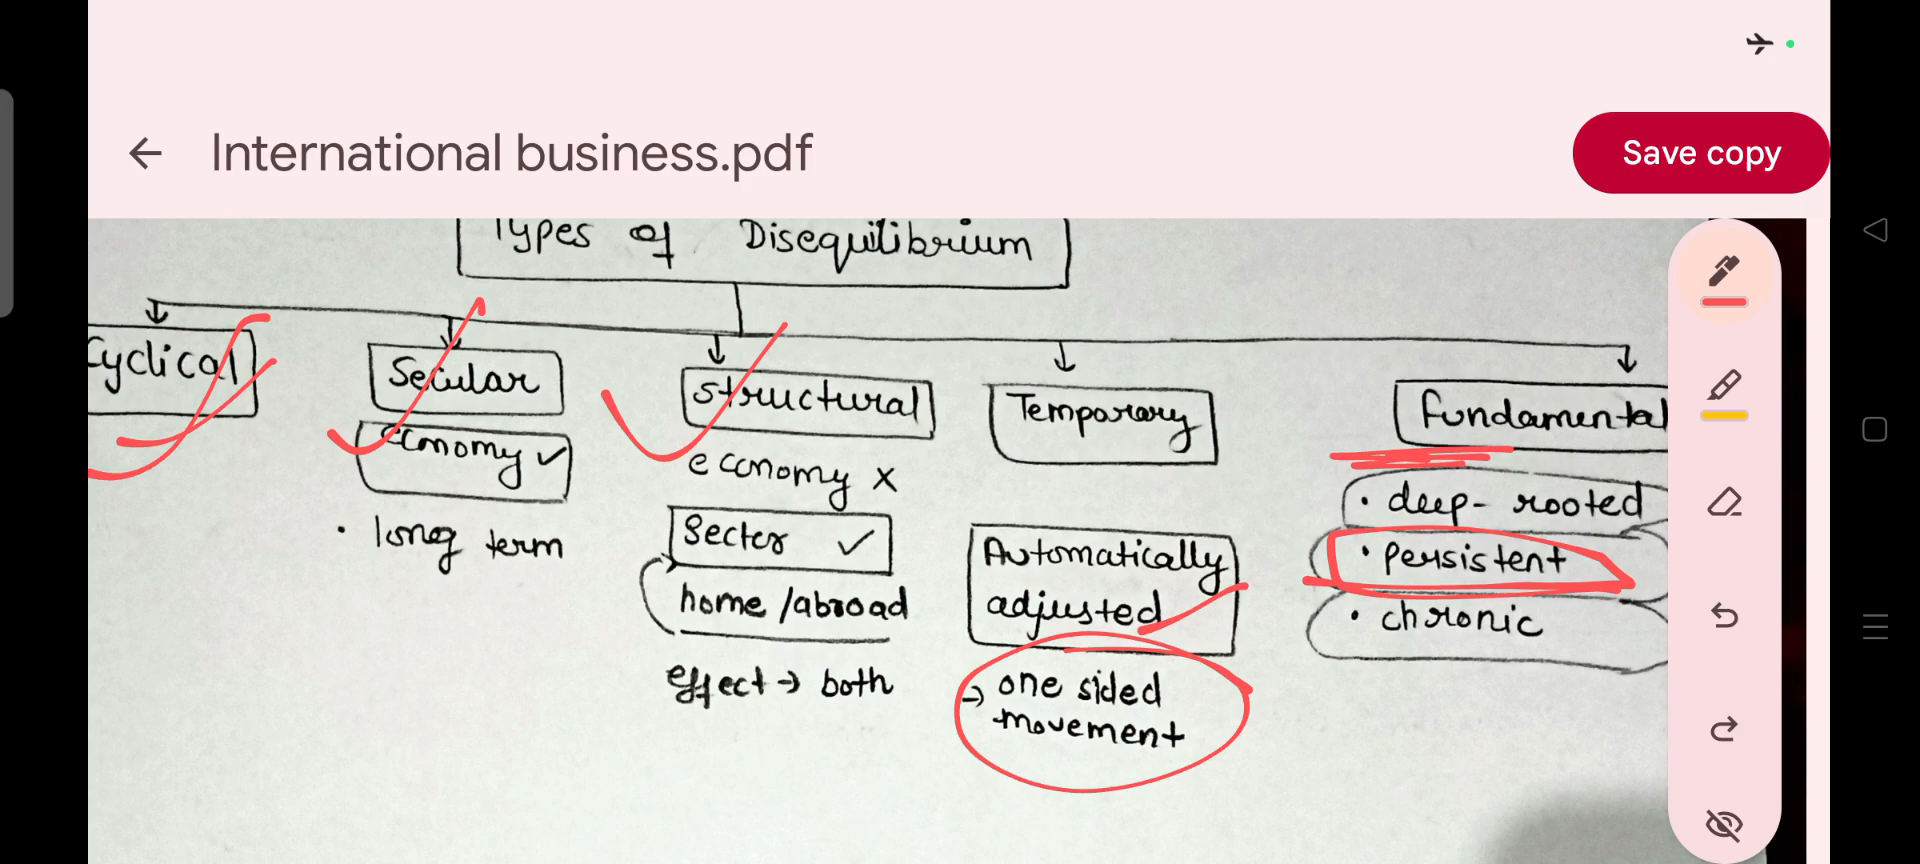 International business.pdf
Save copy
Types of Disequilibrium
Cyclical
Secular
Structural
Temporary
fundamental
economy ✓
economy x
• deep-rooted
• long term
Sector ✓
Automatically
adjusted
• persistent
home/abroad
• chronic
effect → both
→ one sided
movement